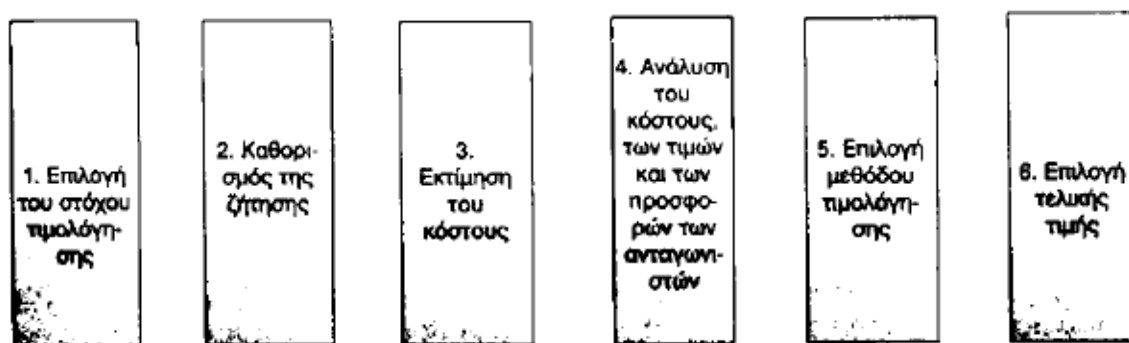 1. Επιλογή
του στόχου
τιμολόγη-
σης
2. Καθορι-
σμός της
ζήτησης
3.
Εκτίμηση
του
κόστους
4. Ανάλυση
του
κόστους,
των τιμών
και των
προσφο-
ρών των
ανταγωνι-
στών
5. Επιλογή
μεθόδου
τιμολόγη-
σης
6. Επιλογή
τελικής
τιμής